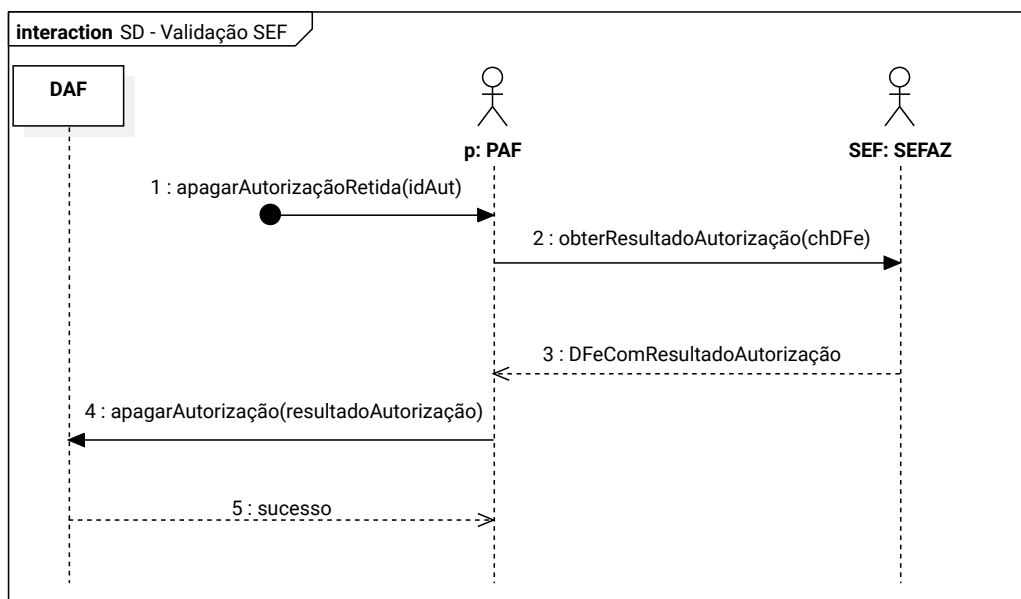 interaction SD - Validação SEF
DAF
p: PAF
SEF: SEFAZ
1 : apagarAutorizaçãoRetida(idAut)
2 : obterResultadoAutorização(chDFe)
3 : DFeComResultadoAutorização
4 : apagarAutorização(resultadoAutorização)
5 : sucesso